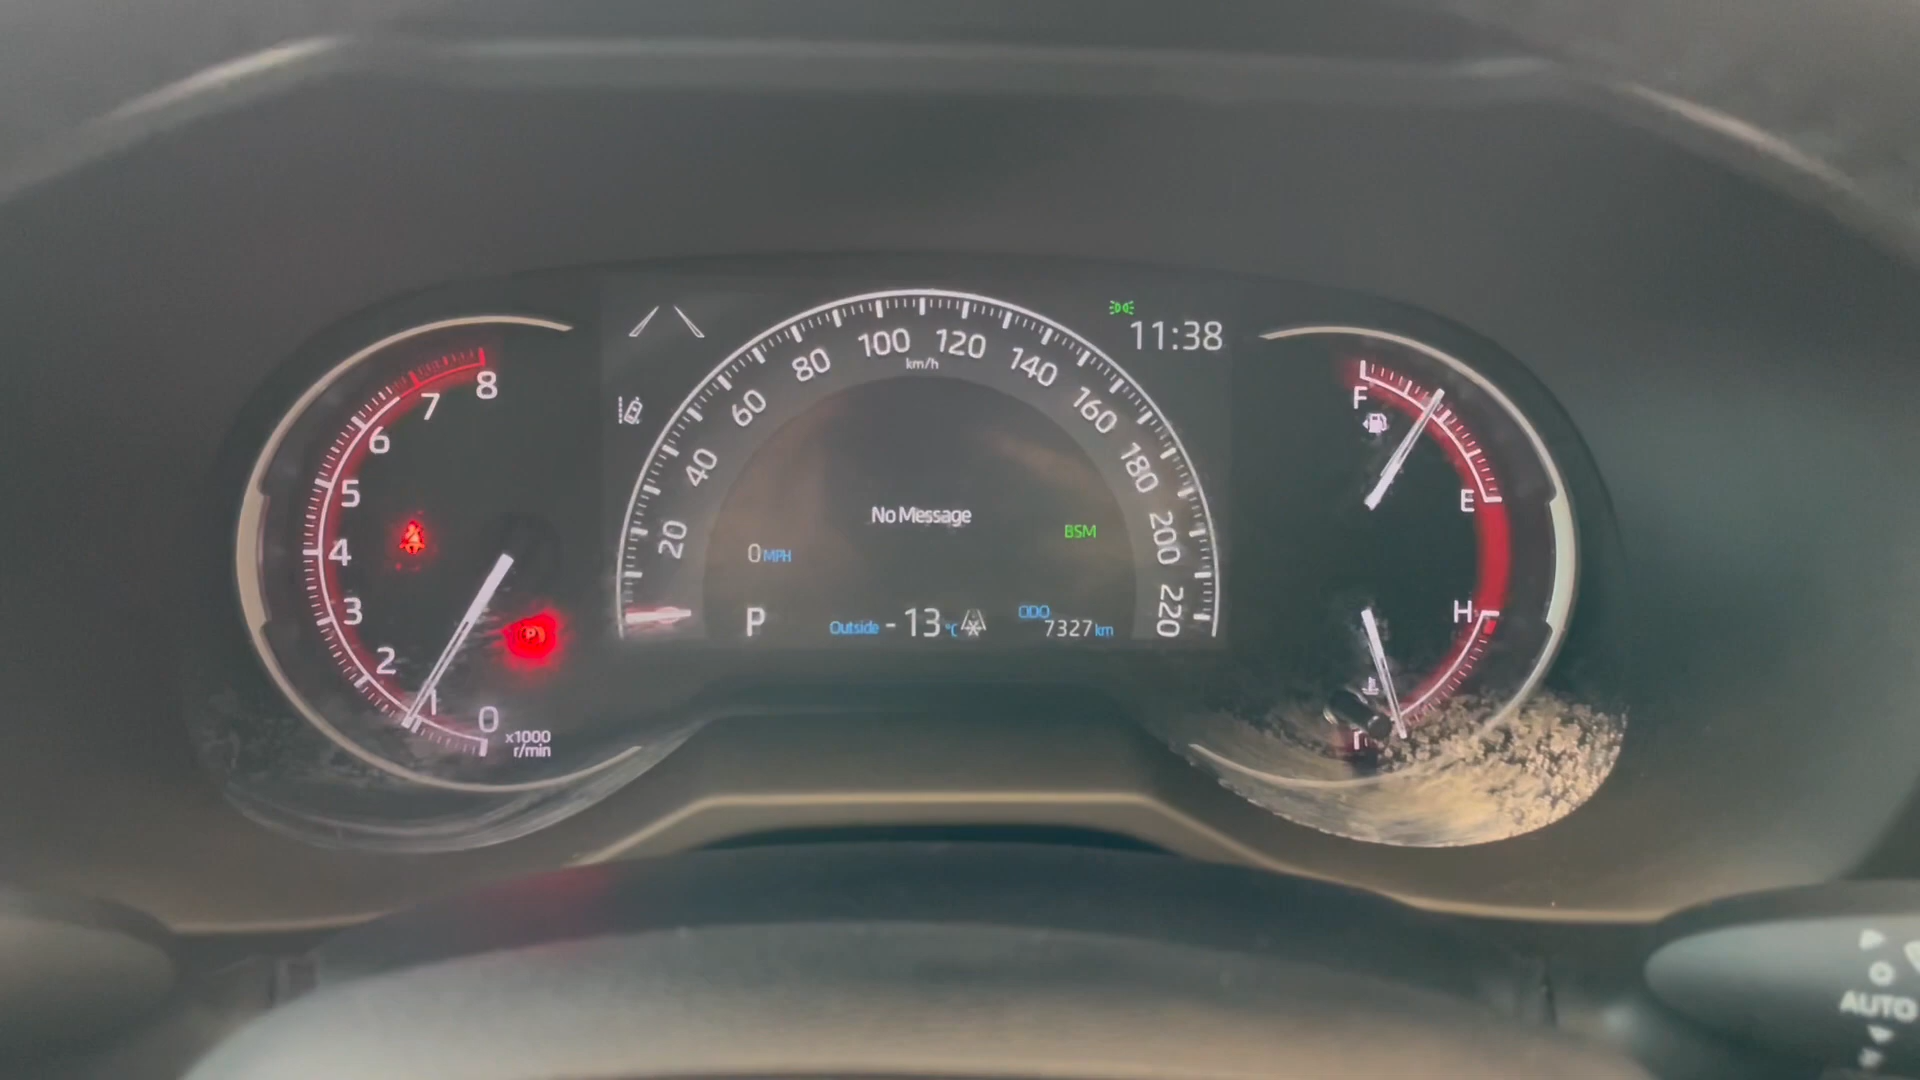 8
7
6
5
4
3
2
1
0
x1000
r/min
P
20
40
60
80
100
120
140
160
180
200
220
km/h
11:38
No Message
BSM
0 MPH
P
Outside -13°C
ODO
7327 km
F
E
H
AUTO